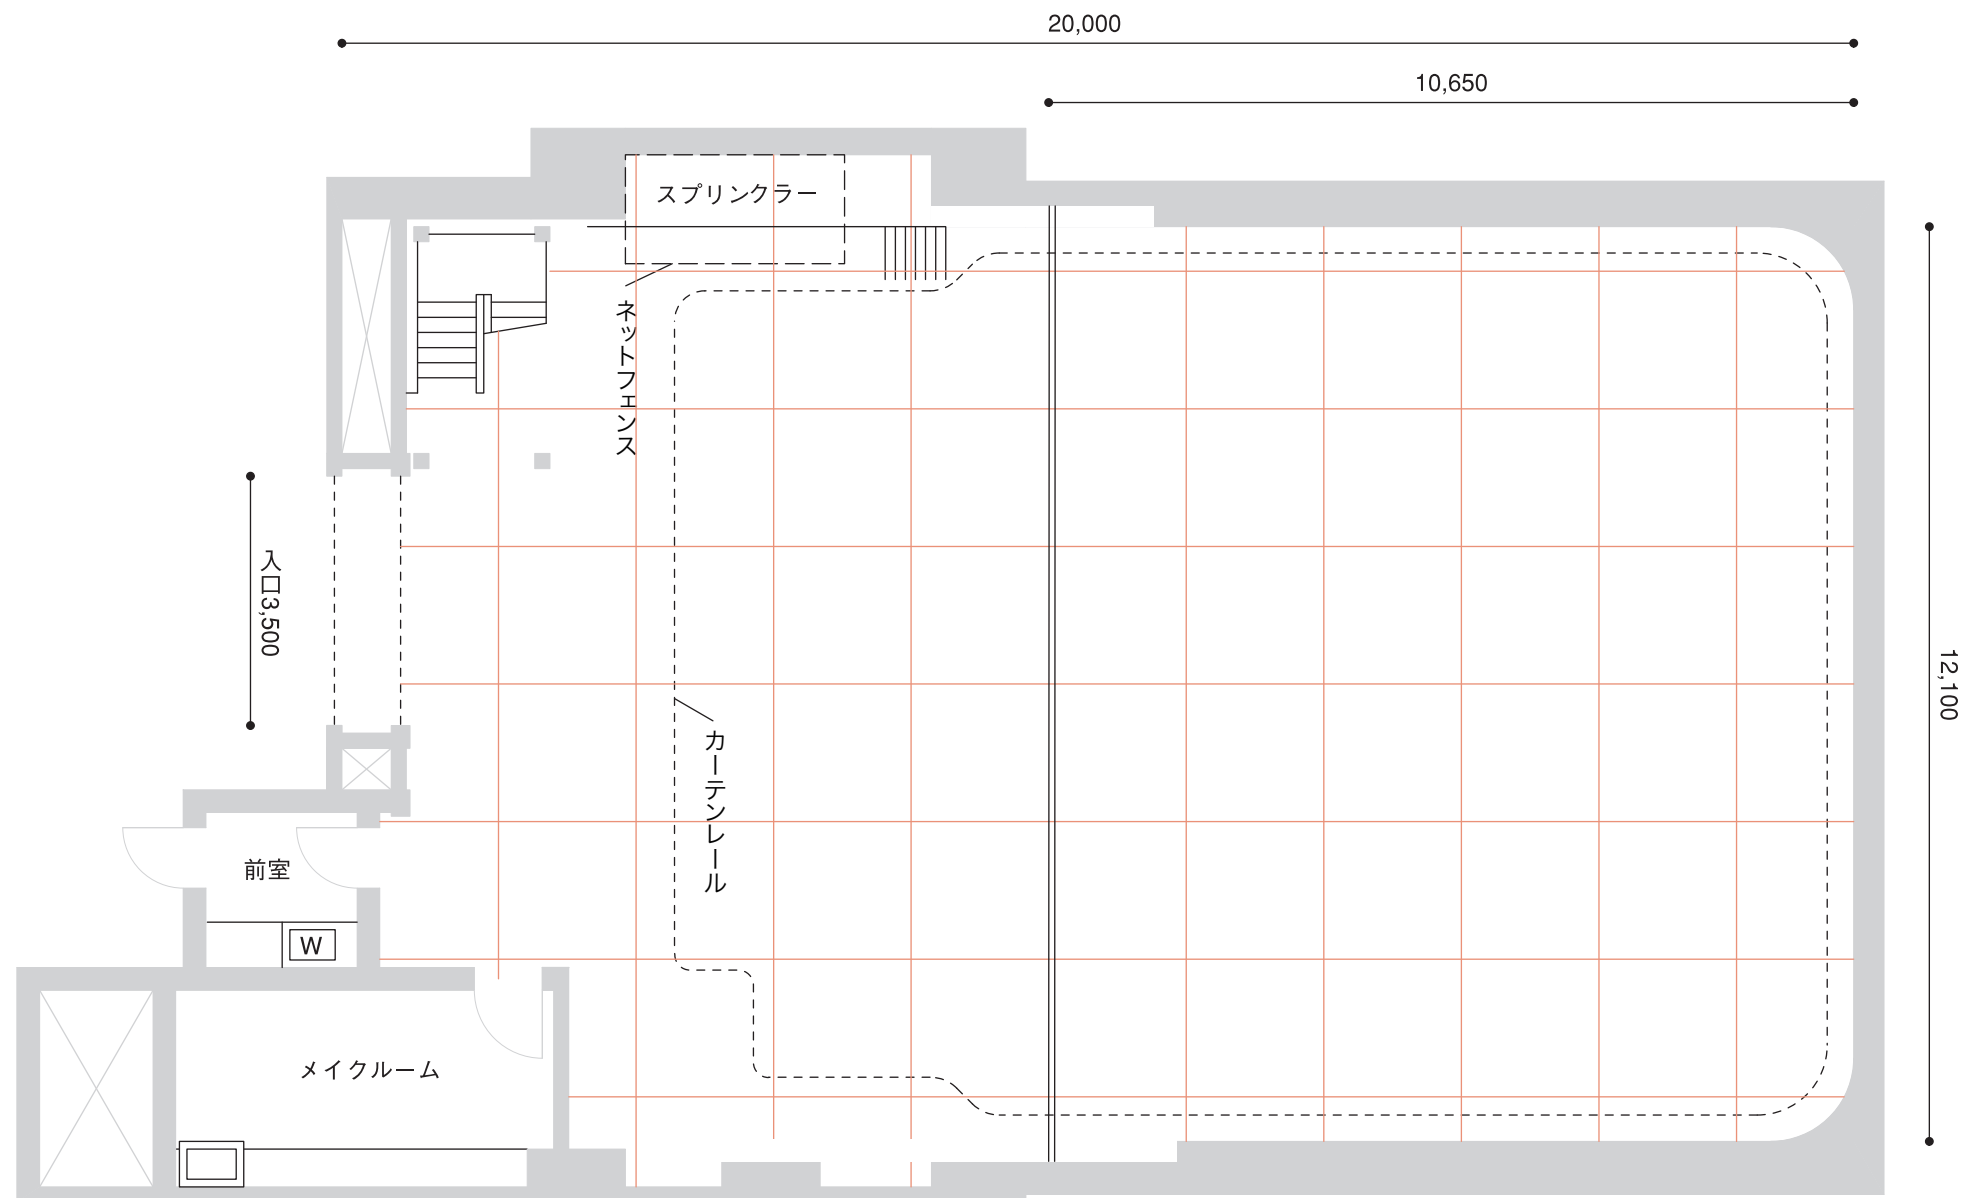 20,000
10,650
スプリンクラー
ネットフェンス
入口3,500
12,100
カーテンレール
前室
W
メイクルーム